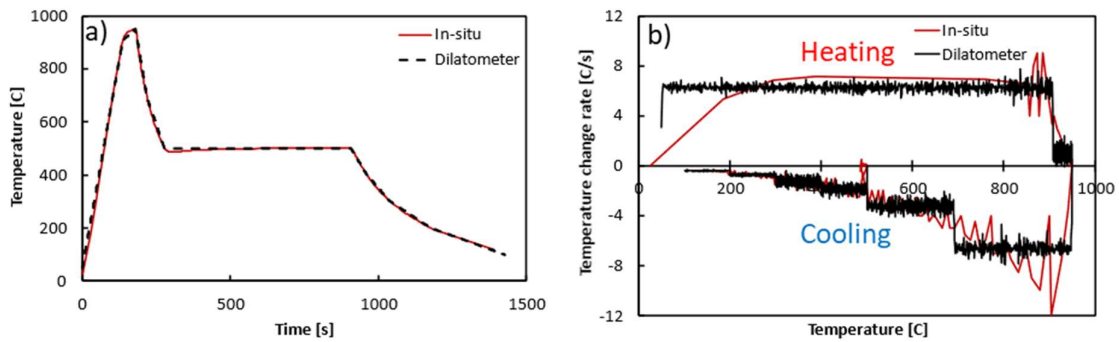 a)
In-situ
Dilatometer
Temperature [C]
1000
800
600
400
200
0
0 500 1000 1500
Time [s]
b)
In-situ
Dilatometer
Heating
Cooling
Temperature change rate [C/s]
12
8
4
0
-4
-8
-12
0 200 400 600 800 1000
Temperature [C]